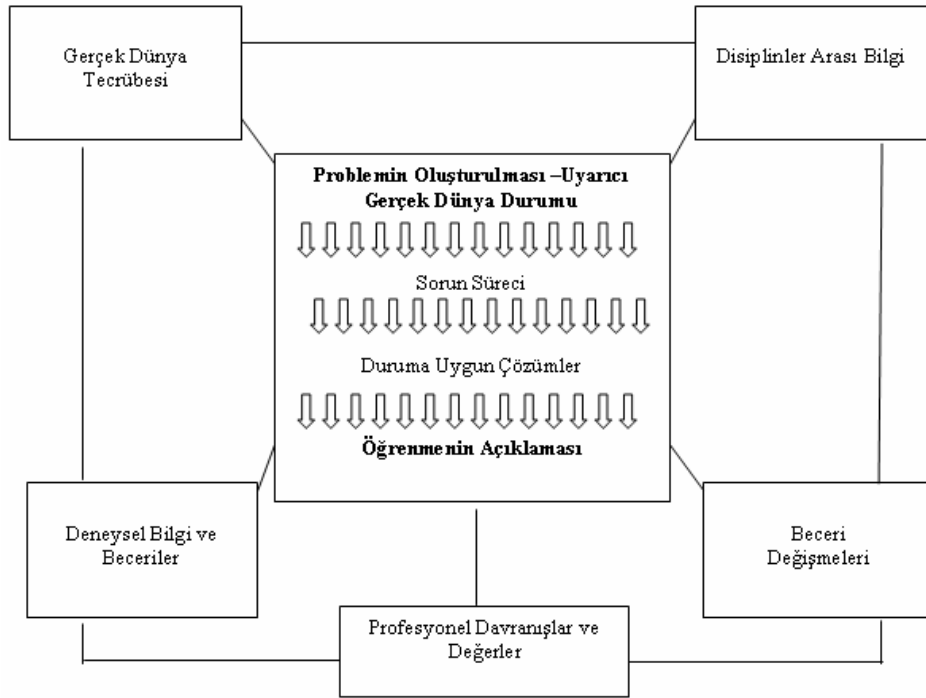 Gerçek Dünya
Tecrübesi
Disiplinler Arası Bilgi
Problemin Oluşturulması –Uyarıcı
Gerçek Dünya Durumu
Sorun Süreci
Duruma Uygun Çözümler
Öğrenmenin Açıklaması
Deneysel Bilgi ve
Beceriler
Beceri
Değişmeleri
Profesyonel Davranışlar ve
Değerler